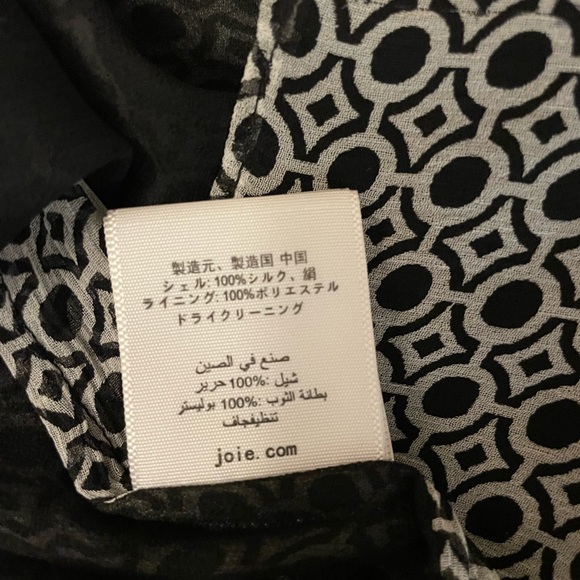 製造元、製造国 中国
シェル: 100%シルク、絹
ライニング: 100%ポリエステル
ドライクリーニング
صنع في الصين
شيل: 100% حرير
بطانة الثوب: 100% بوليستر
تنظيفجاف
joie.com